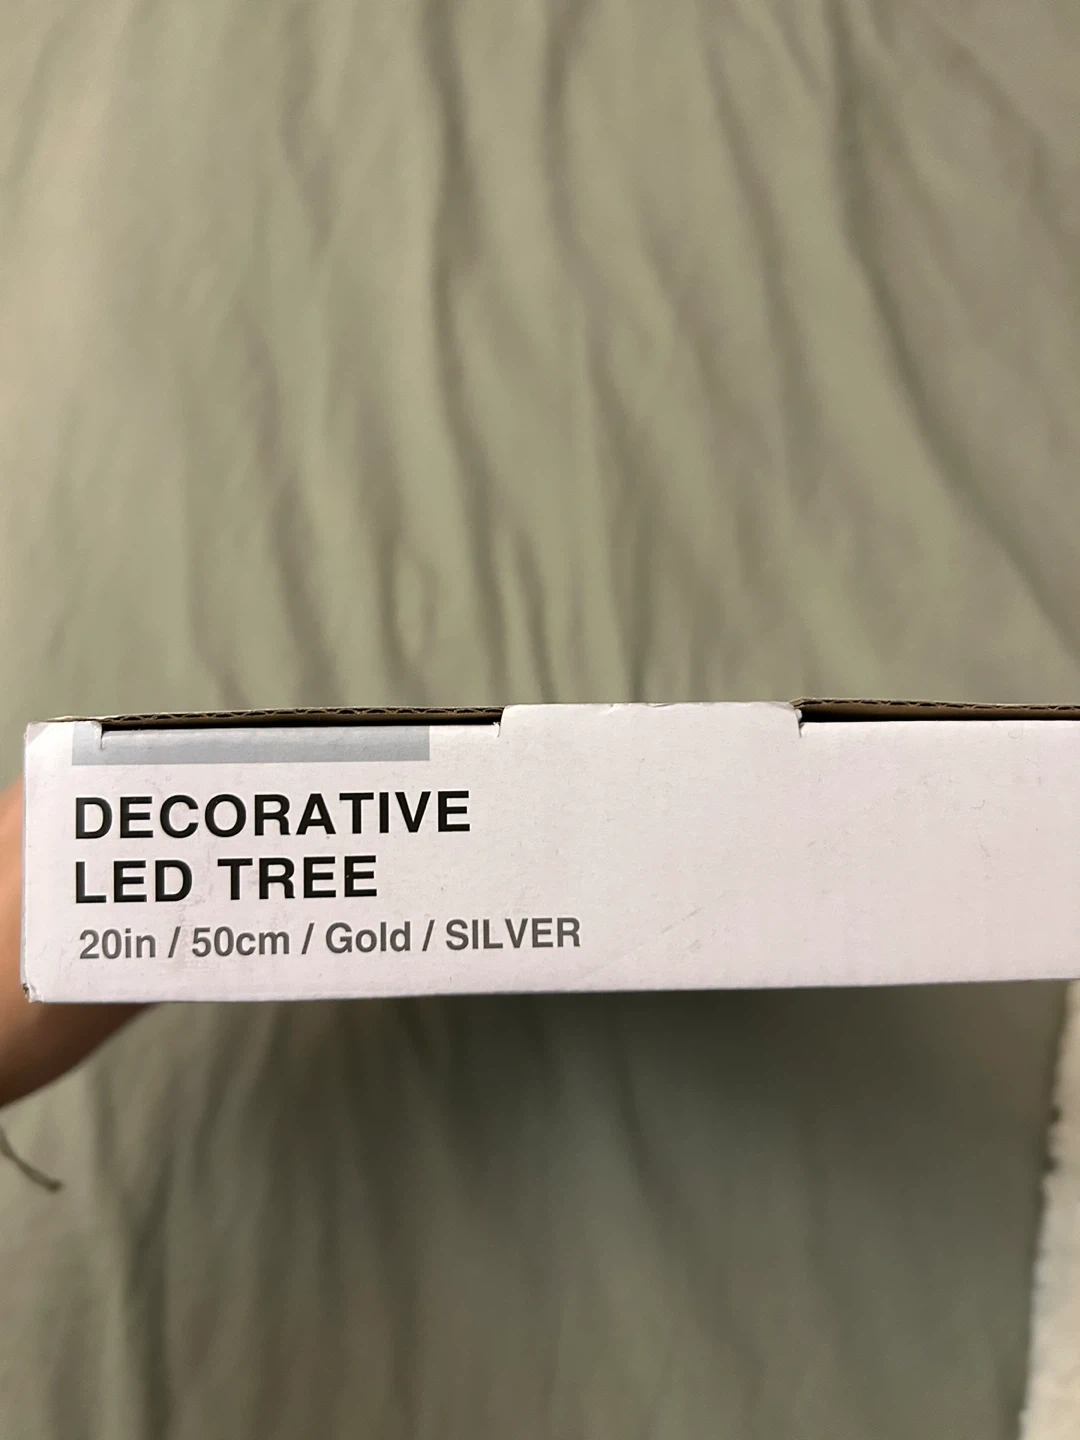 DECORATIVE
LED TREE
20in / 50cm / Gold / SILVER